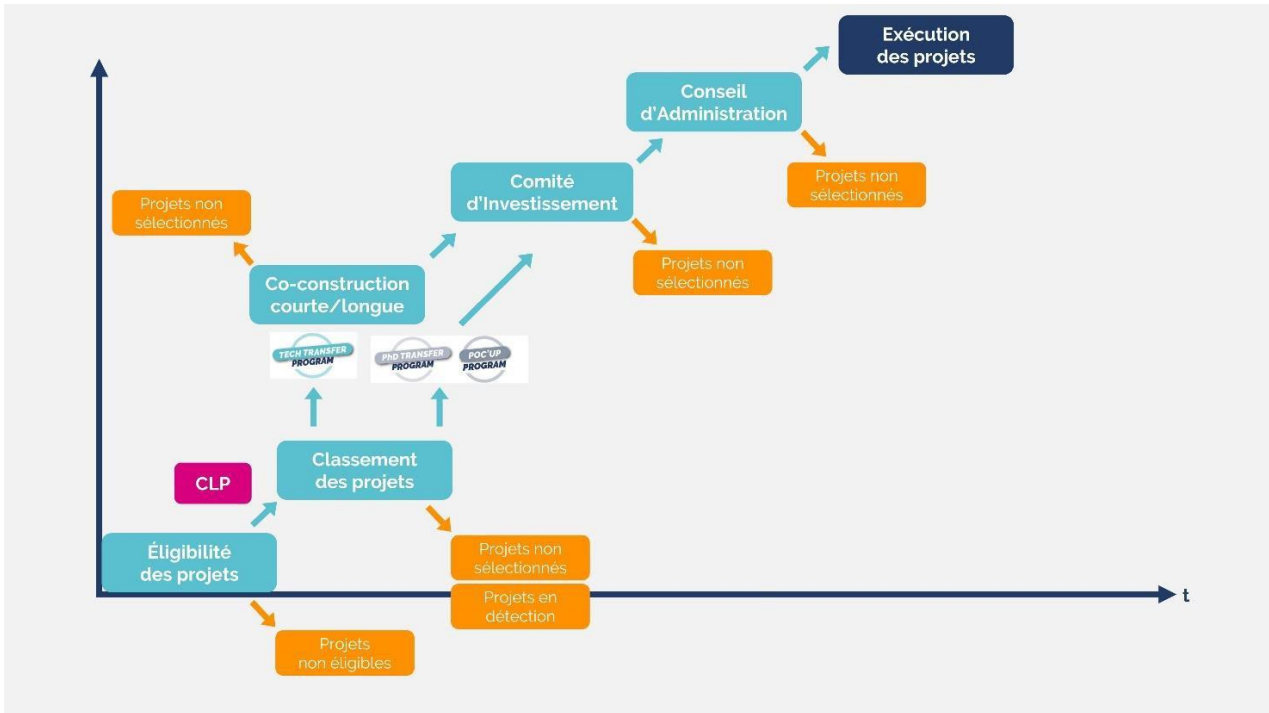 Exécution
des projets
Conseil
d'Administration
Projets non
sélectionnés
Comité
d'Investissement
Projets non
sélectionnés
Projets non
sélectionnés
Co-construction
courte/longue
TECH TRANSFER
PROGRAM
PhD TRANSFER
PROGRAM
POC'UP
PROGRAM
CLP
Classement
des projets
Éligibilité
des projets
Projets non
sélectionnés
Projets en
détection
t
Projets
non éligibles